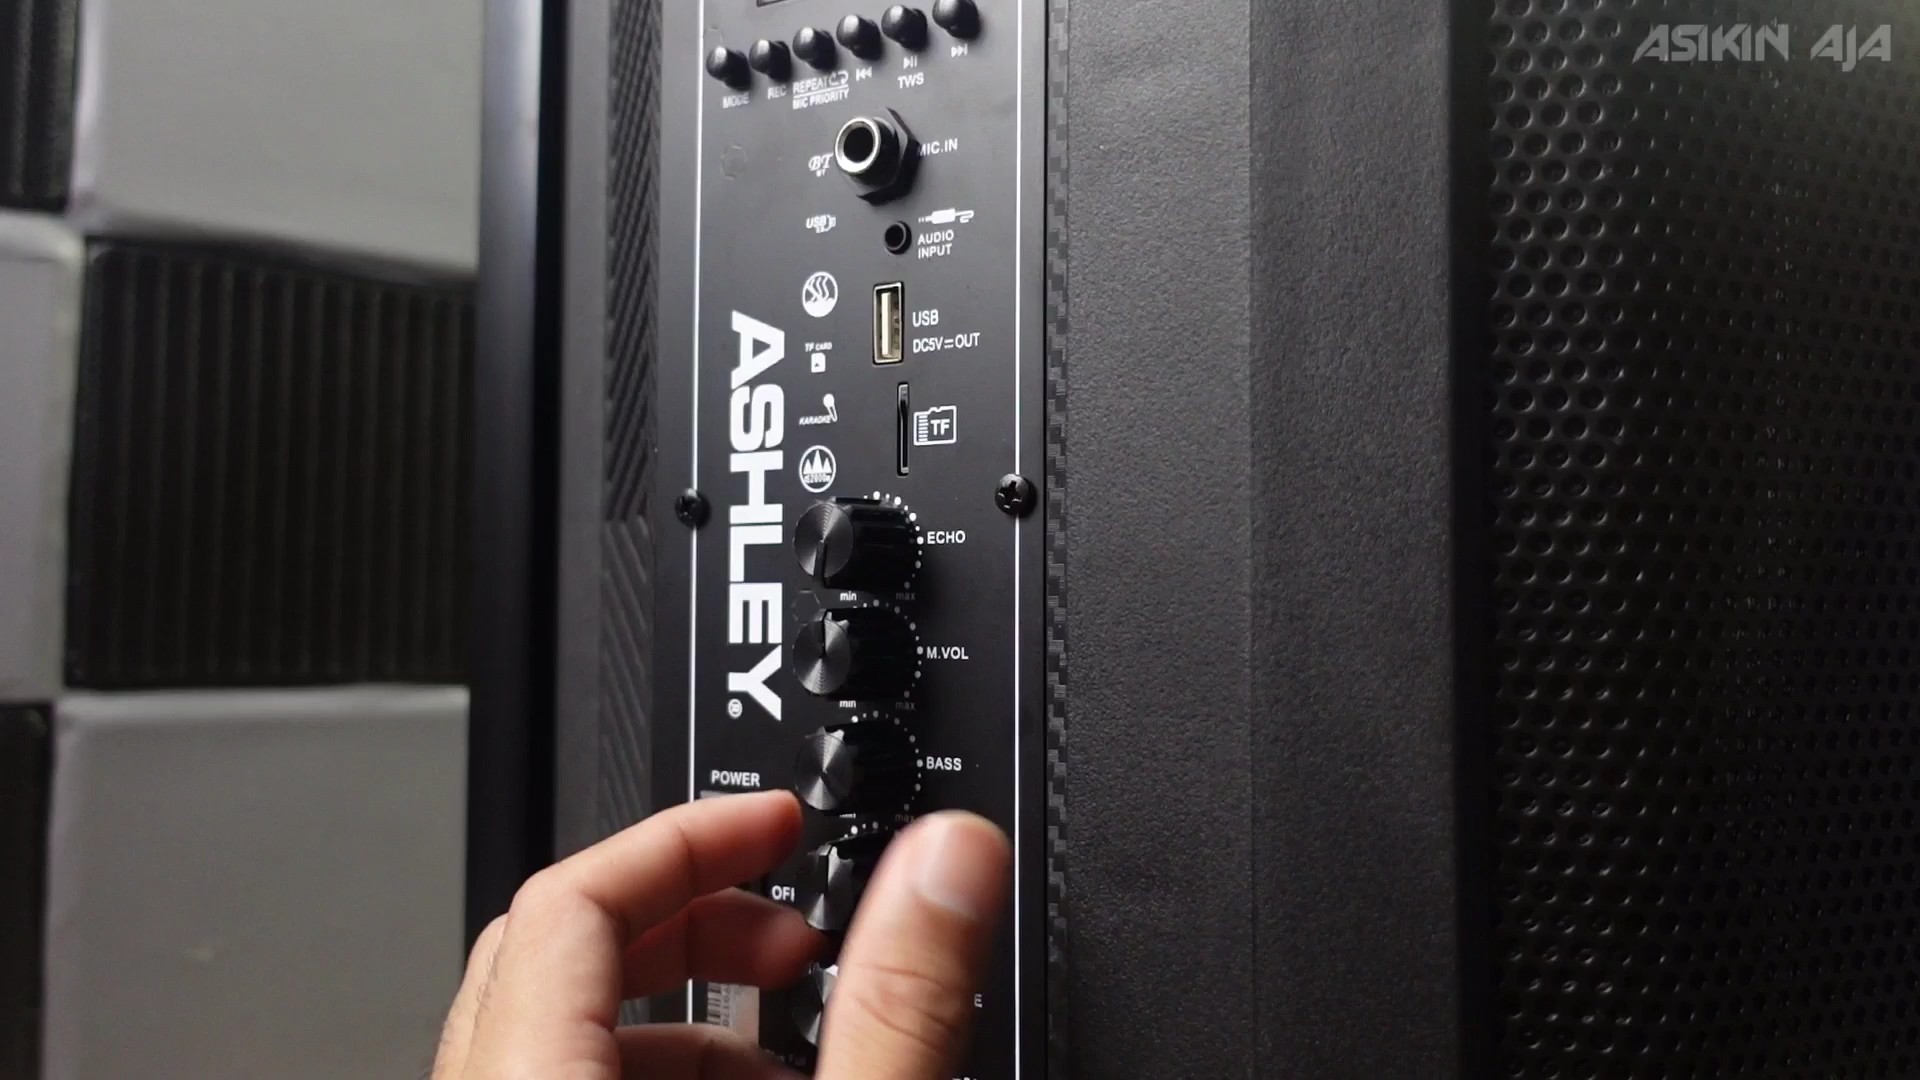 ASIKIN AJA
MODE
REC
REPEAT
MIC PRIORITY
TWS
MIC.IN
BT
USB
AUDIO
INPUT
USB
DC5V OUT
TF CARD
TF
KARAOKE
ASHLEY®
ECHO
min max
M.VOL
min max
BASS
max
POWER